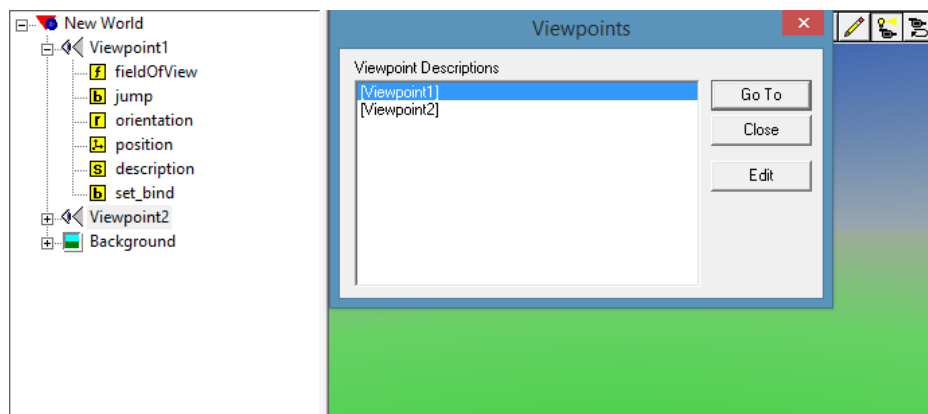 New World
Viewpoint1
fieldOfView
jump
orientation
position
description
set_bind
Viewpoint2
Background
Viewpoints
Viewpoint Descriptions
[Viewpoint1]
[Viewpoint2]
Go To
Close
Edit